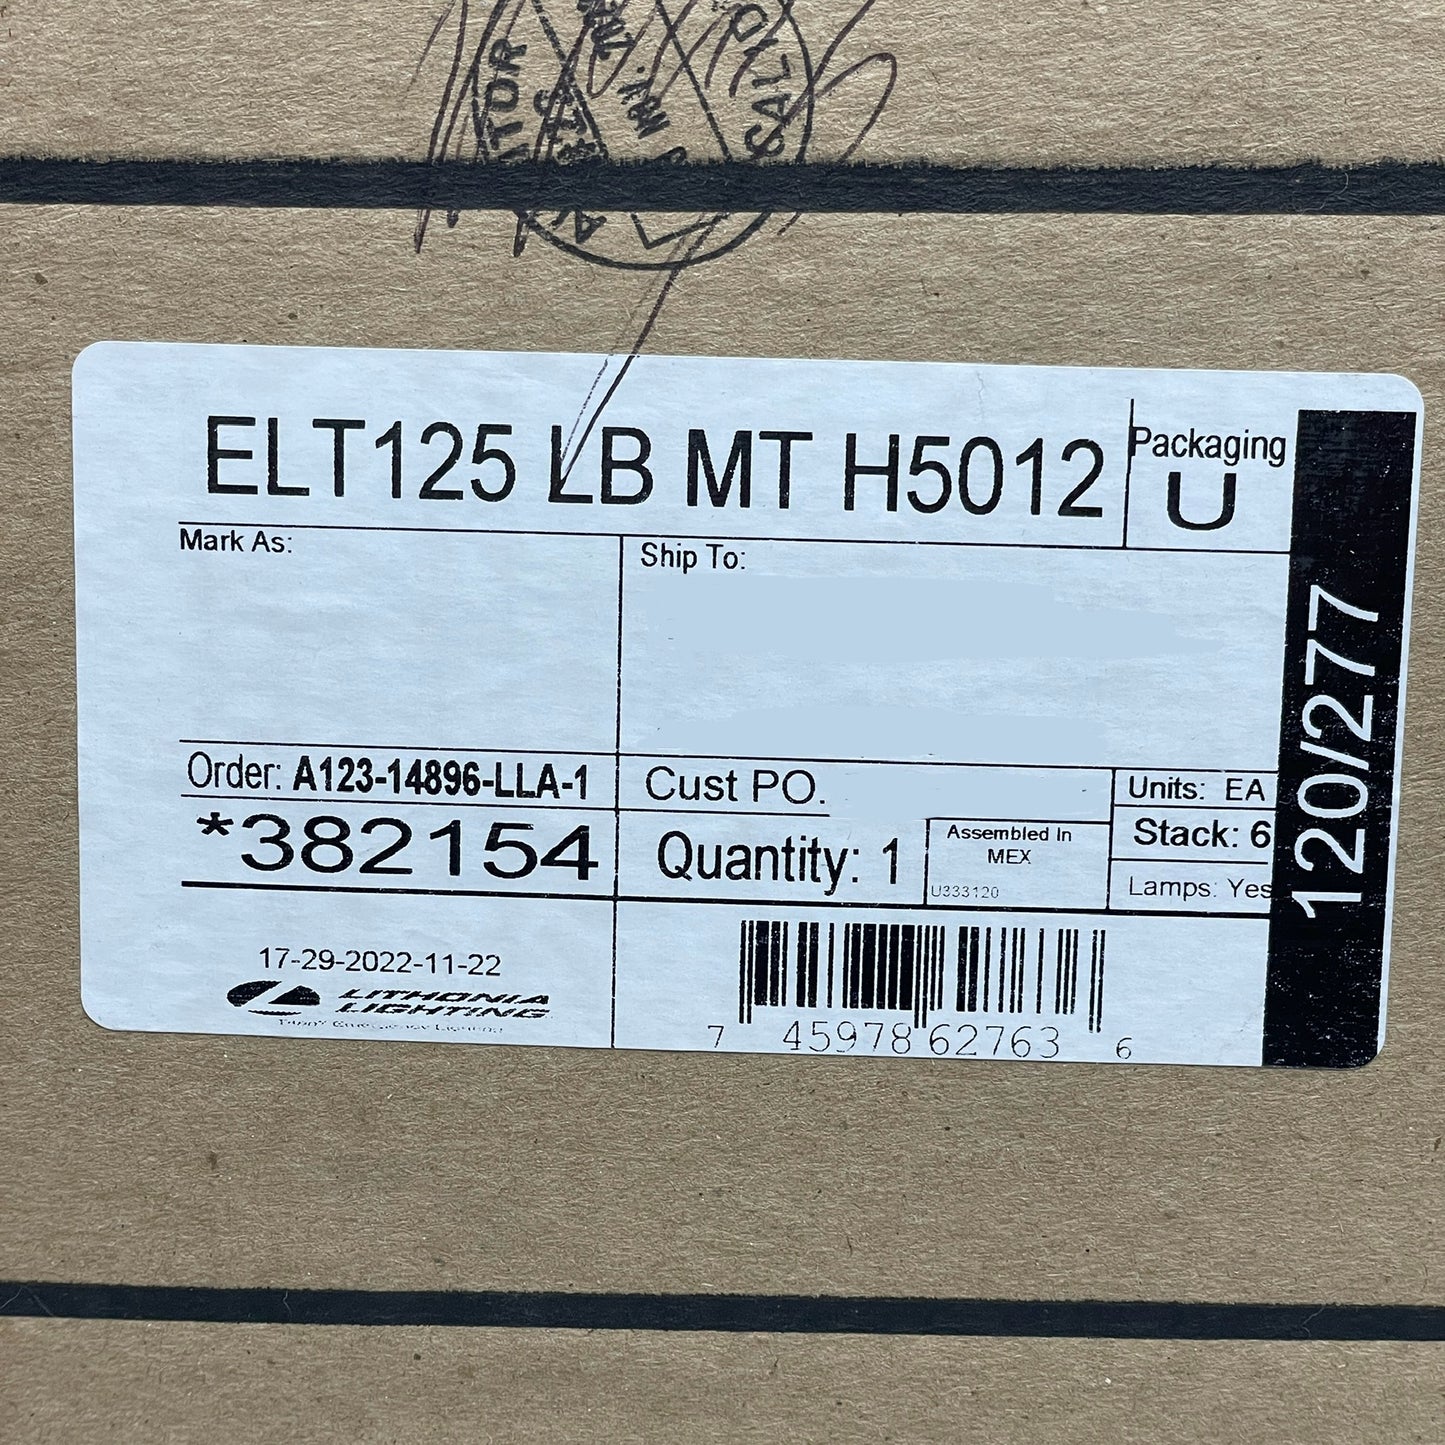 ATOR
CALIP
ELT125 LB MT H5012
Packaging
U
Mark As:
Ship To:
120/277
Order: A123-14896-LLA-1
Cust PO.
Units: EA
*382154
Quantity: 1
Assembled In
MEX
U333120
Stack: 6
Lamps: Yes
17-29-2022-11-22
LITHONIA
LIGHTING
7 45978 62763 6